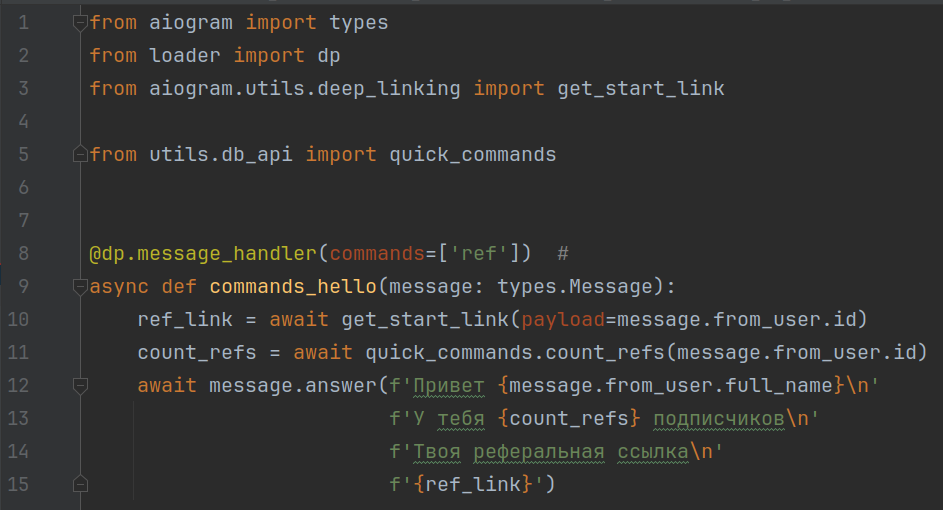 1 from aiogram import types
2 from loader import dp
3 from aiogram.utils.deep_linking import get_start_link
4
5 from utils.db_api import quick_commands
6
7
8 @dp.message_handler(commands=['ref'])  #
9 async def commands_hello(message: types.Message):
10     ref_link = await get_start_link(payload=message.from_user.id)
11     count_refs = await quick_commands.count_refs(message.from_user.id)
12     await message.answer(f'Привет {message.from_user.full_name}\n'
13                          f'У тебя {count_refs} подписчиков\n'
14                          f'Твоя реферальная ссылка\n'
15                          f'{ref_link}')